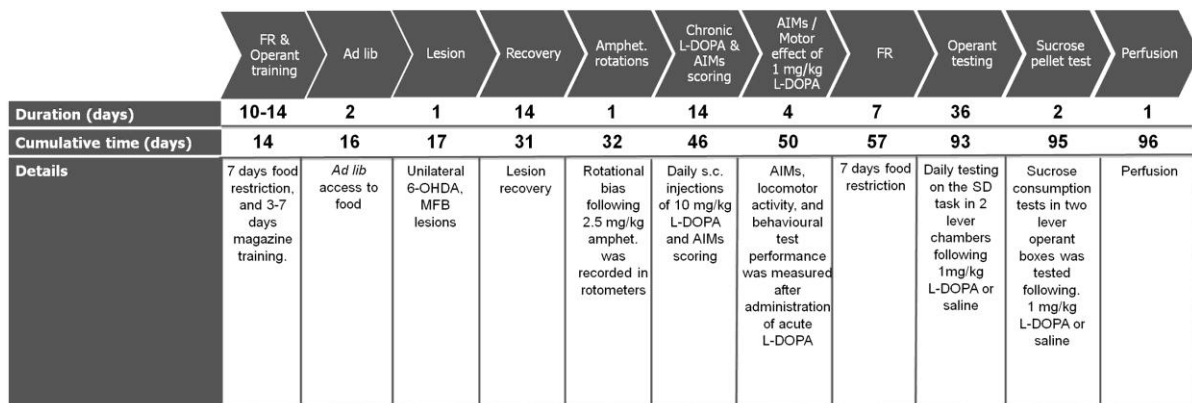 FR &
Operant
training
Ad lib
Lesion
Recovery
Amphet.
rotations
Chronic
L-DOPA &
AIMs
scoring
AIMs /
Motor
effect of
1 mg/kg
L-DOPA
FR
Operant
testing
Sucrose
pellet test
Perfusion
Duration (days) 10-14 2 1 14 1 14 4 7 36 2 1
Cumulative time (days) 14 16 17 31 32 46 50 57 93 95 96
Details
7 days food
restriction,
and 3-7
days
magazine
training.
Ad lib
access to
food
Unilateral
6-OHDA,
MFB
lesions
Lesion
recovery
Rotational
bias
following
2.5 mg/kg
amphet.
was
recorded in
rotometers
Daily s.c.
injections
of 10 mg/kg
L-DOPA
and AIMs
scoring
AIMs,
locomotor
activity, and
behavioural
test
performance
was measured
after
administration
of acute
L-DOPA
7 days food
restriction
Daily testing
on the SD
task in 2
lever
chambers
following
1mg/kg
L-DOPA or
saline
Sucrose
consumption
tests in two
lever
operant
boxes was
tested
following.
1 mg/kg
L-DOPA or
saline
Perfusion